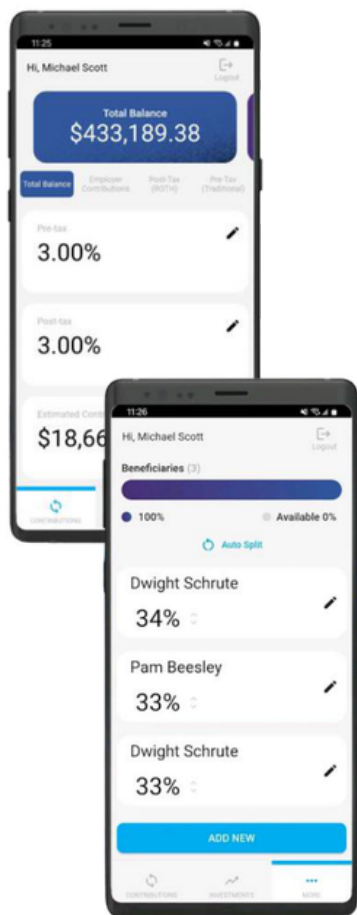 11:25
Hi, Michael Scott
Logout
Total Balance
$433,189.38
Total Balance
Employer
Contributions
Post-Tax
(ROTH)
Pre-Tax
(Traditional)
Pre-tax
3.00%
Post-tax
3.00%
Estimated
$18,66
CONTRIBUTIONS
11:26
Hi, Michael Scott
Logout
Beneficiaries (3)
100%
Available 0%
Auto Split
Dwight Schrute
34%
Pam Beesley
33%
Dwight Schrute
33%
ADD NEW
CONTRIBUTIONS
INVESTMENTS
MORE